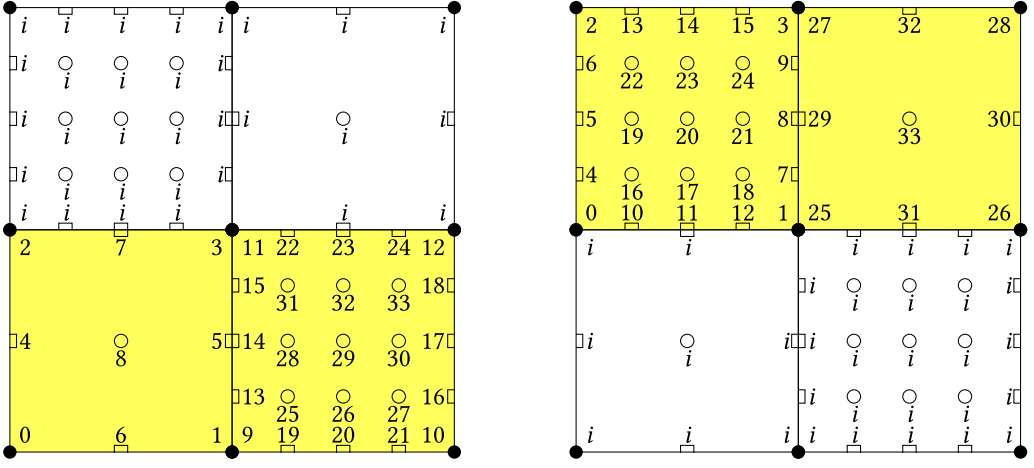 i i i i i i i i
i i
i i i
i i i i
i i i i
i i
i i i
i i i i i i
2 7 3 11 22 23 24 12
15 18
31 32 33
4 5 14 17
8 28 29 30
13 16
25 26 27
0 6 1 9 19 20 21 10
2 13 14 15 3 27 32 28
6 9
22 23 24
5 8 29 30
19 20 21 33
4 7
16 17 18
0 10 11 12 1 25 31 26
i i i i i i
i i
i i i
i i i i
i i i i
i i
i i i
i i i i i i i i